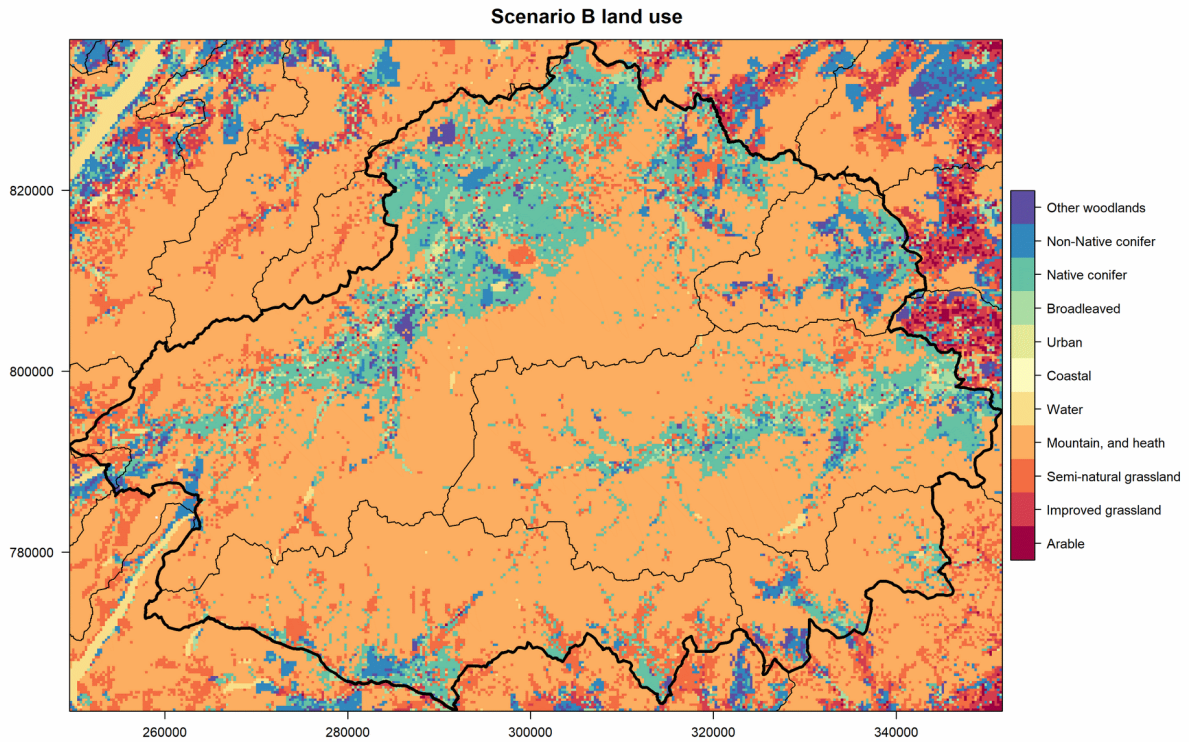 Scenario B land use
820000
800000
780000
260000
280000
300000
320000
340000
Other woodlands
Non-Native conifer
Native conifer
Broadleaved
Urban
Coastal
Water
Mountain, and heath
Semi-natural grassland
Improved grassland
Arable